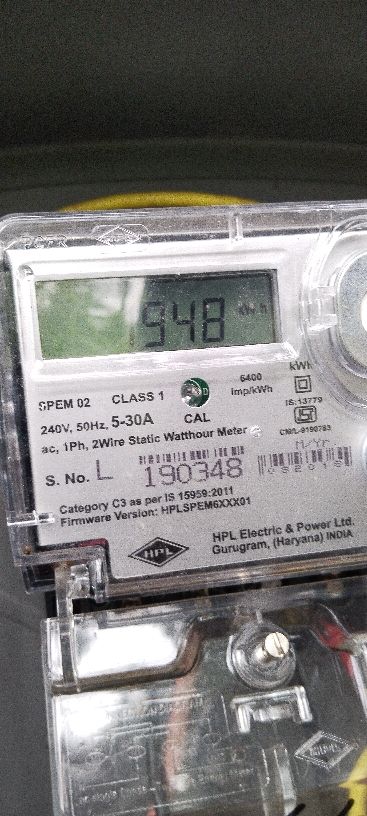 948 kWh
SPEM 02 CLASS 1 6400 imp/kWh kWh
240V, 50Hz, 5-30A CAL IS:13779
ac, 1Ph, 2Wire Static Watthour Meter
S. No. L 190348 M/Yr.
Category C3 as per IS 15959:2011
Firmware Version: HPLSPEM6XXX01
HPL
HPL Electric & Power Ltd.
Gurugram, (Haryana) INDIA